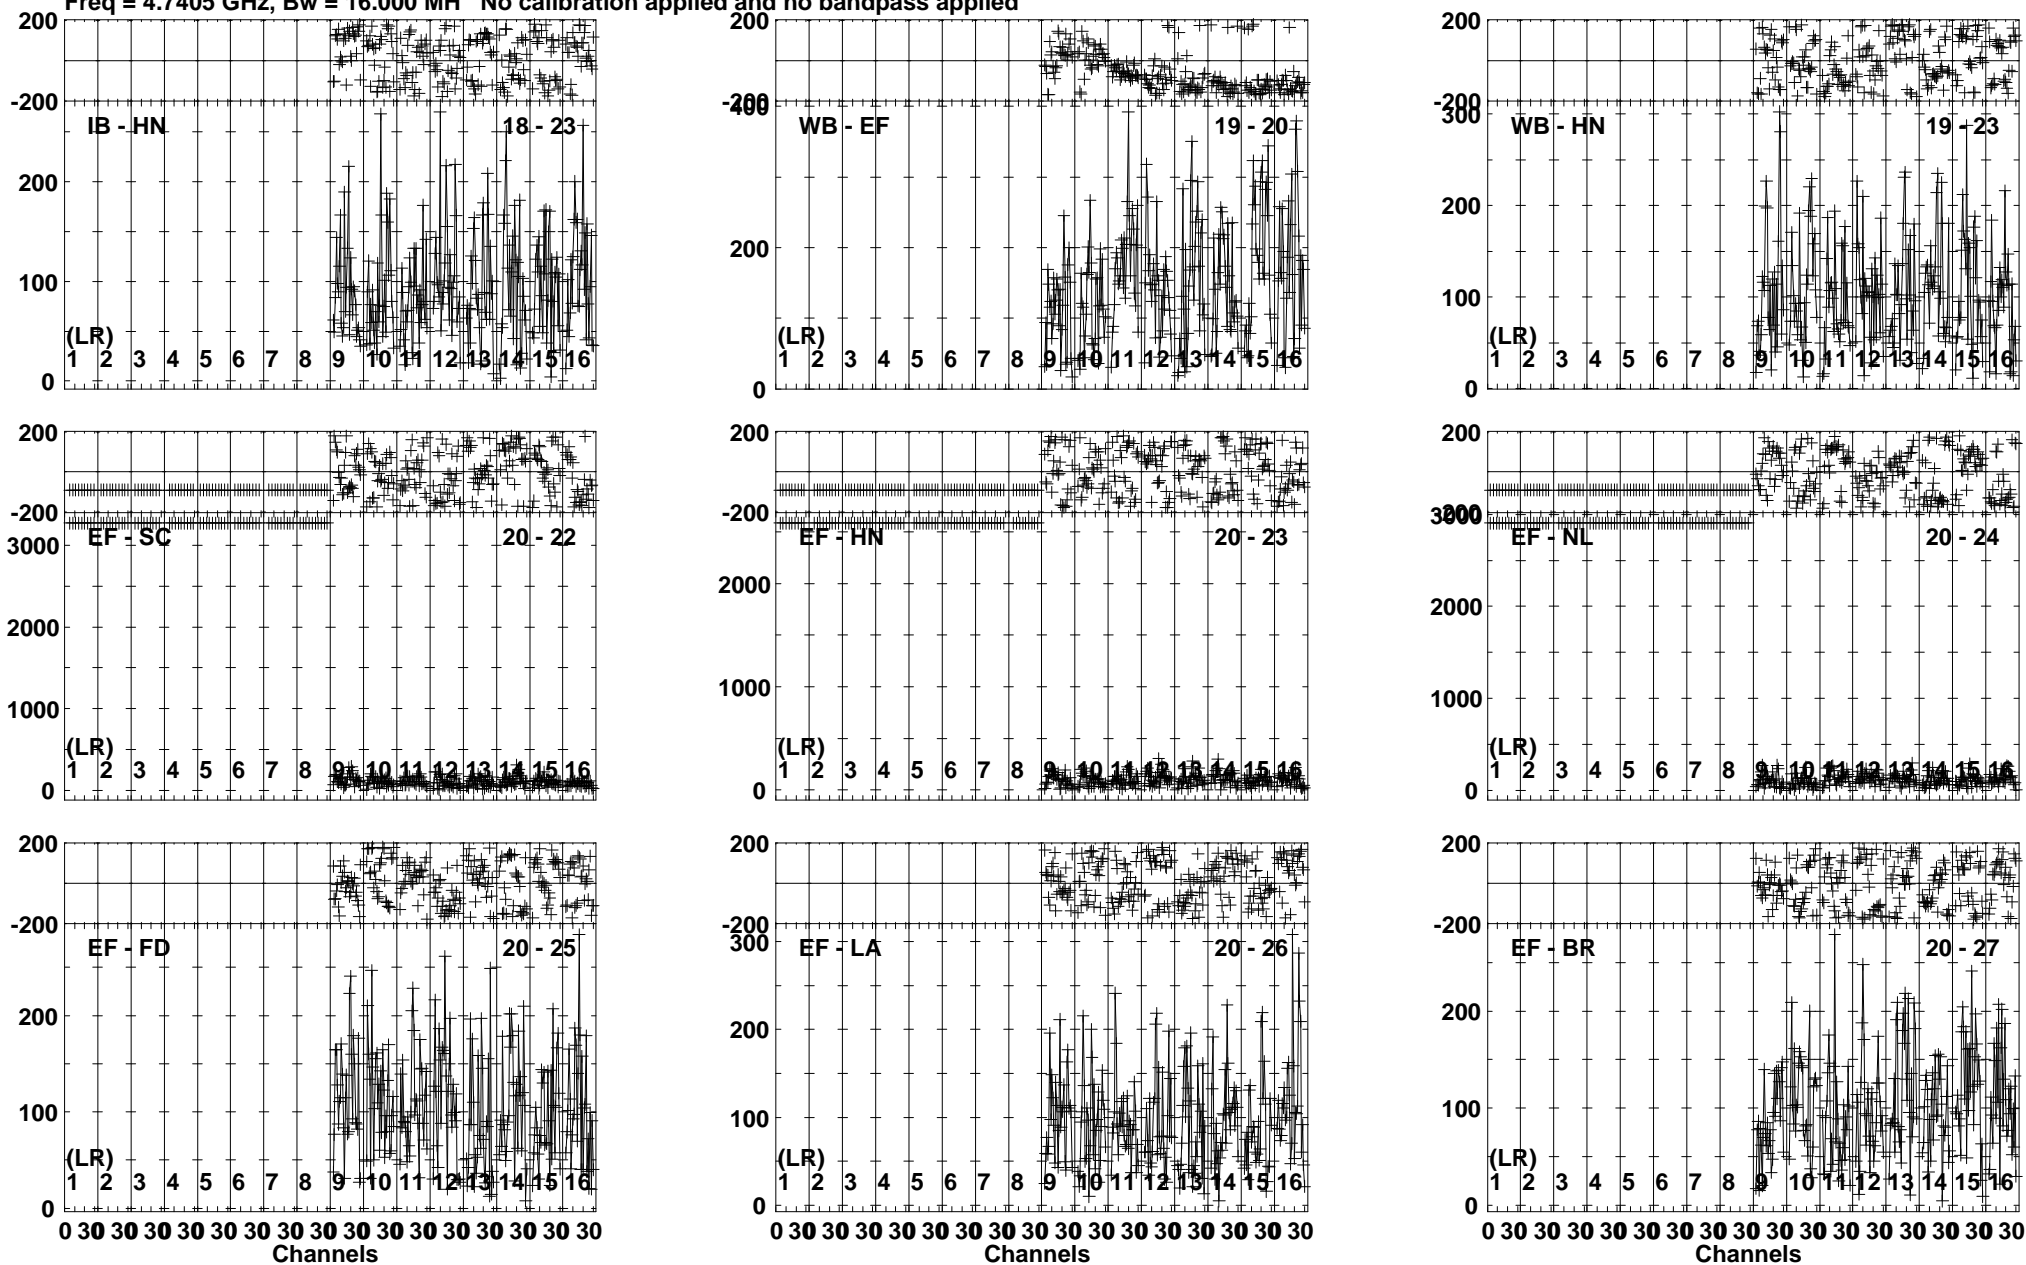 Freq = 4.7405 GHz, Bw = 16.000 MH No calibration applied and no bandpass applied
200 200 200
-200 -200 -200
400 300
IB - HN 18 - 23 WB - EF 19 - 20 WB - HN 19 - 23
200 200 200
100 100
(LR) (LR) (LR)
1 2 3 4 5 6 7 8 9 10 11 12 13 14 15 16 1 2 3 4 5 6 7 8 9 10 11 12 13 14 15 16 1 2 3 4 5 6 7 8 9 10 11 12 13 14 15 16
0 0 0
200 200 200
-200 -200 -200
3000
EF - SC 20 - 22 EF - HN 20 - 23 EF - NL 20 - 24
3000
2000 2000 2000
1000 1000 1000
(LR) (LR) (LR)
1 2 3 4 5 6 7 8 9 10 11 12 13 14 15 16 1 2 3 4 5 6 7 8 9 10 11 12 13 14 15 16 1 2 3 4 5 6 7 8 9 10 11 12 13 14 15 16
0 0 0
200 200 200
-200 -200 -200
300
EF - FD 20 - 25 EF - LA 20 - 26 EF - BR 20 - 27
200 200 200
100 100 100
(LR) (LR) (LR)
1 2 3 4 5 6 7 8 9 10 11 12 13 14 15 16 1 2 3 4 5 6 7 8 9 10 11 12 13 14 15 16 1 2 3 4 5 6 7 8 9 10 11 12 13 14 15 16
0 0 0
0 30 30 30 30 30 30 30 30 30 30 30 30 30 30 30 30 0 30 30 30 30 30 30 30 30 30 30 30 30 30 30 30 30 0 30 30 30 30 30 30 30 30 30 30 30 30 30 30 30 30
Channels Channels Channels